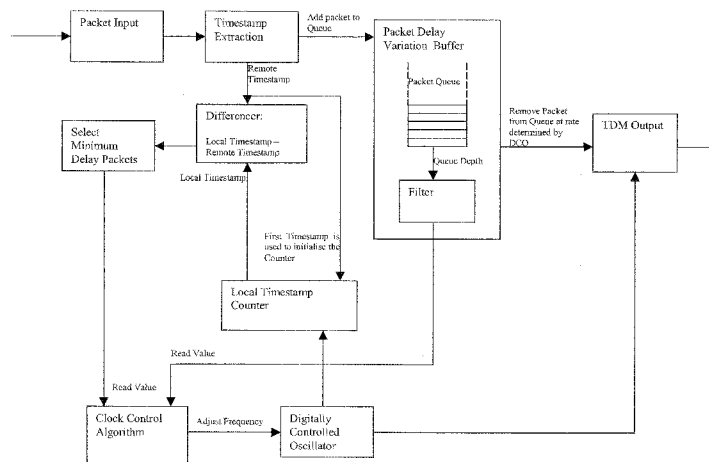 Packet Input
Timestamp
Extraction
Add packet to
Queue
Packet Delay
Variation Buffer
Packet Queue
Remote
Timestamp
Differencer:
Local Timestamp –
Remote Timestamp
Select
Minimum
Delay Packets
Local Timestamp
Remove Packet
from Queue at rate
determined by
DCO
TDM Output
Queue Depth
Filter
First Timestamp is
used to initialise the
Counter
Local Timestamp
Counter
Read Value
Read Value
Clock Control
Algorithm
Adjust Frequency
Digitally
Controlled
Oscillator